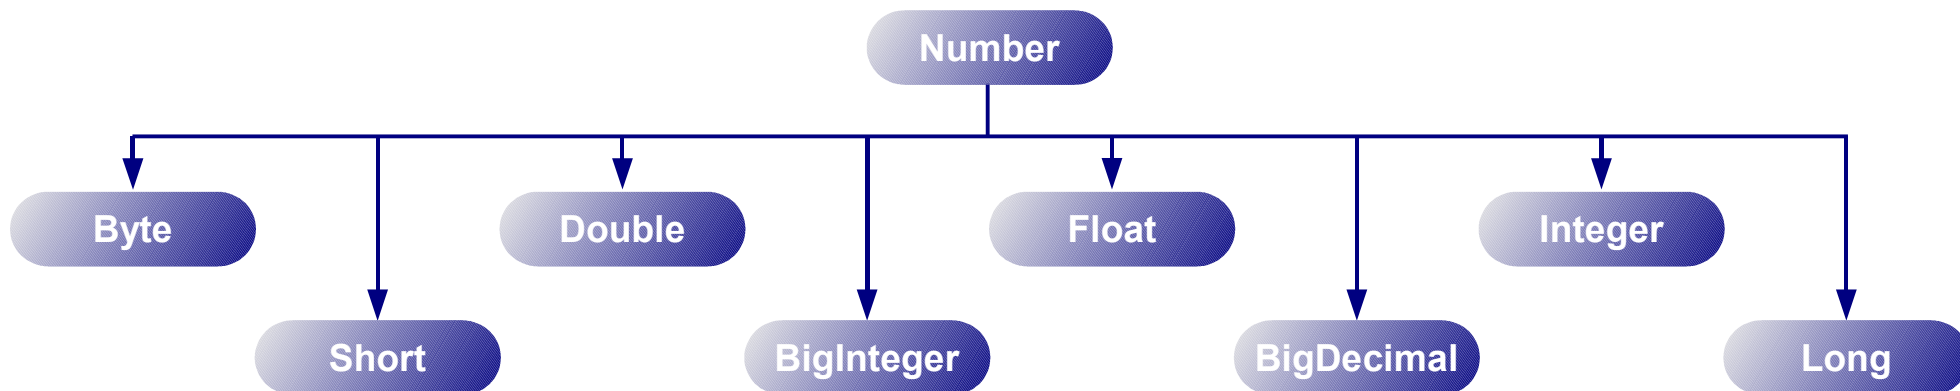 Number
Byte
Double
Float
Integer
Short
BigInteger
BigDecimal
Long